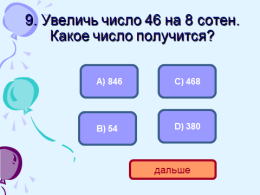 9. Увеличь число 46 на 8 сотен.
Какое число получится?
А) 846
С) 468
В) 54
D) 380
дальше